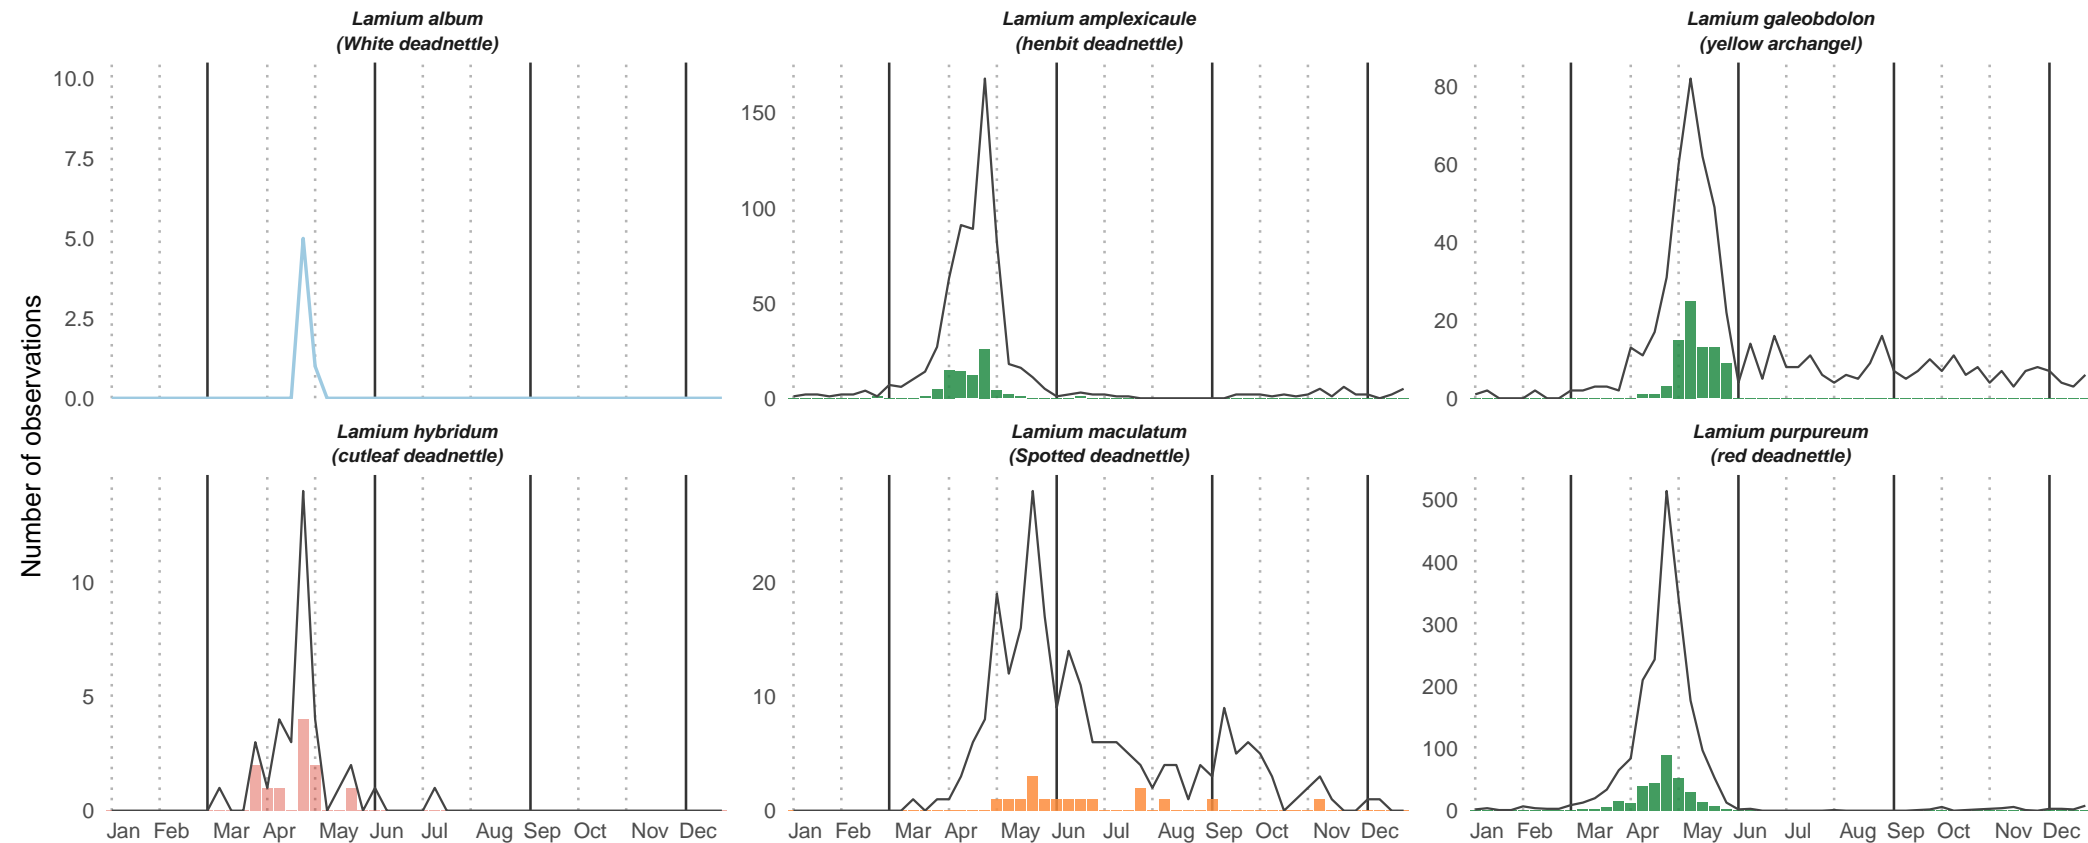 Lamium album
(White deadnettle)
Lamium amplexicaule
(henbit deadnettle)
Lamium galeobdolon
(yellow archangel)
10.0
7.5
5.0
2.5
0.0
150
100
50
0
80
60
40
20
0
Number of observations
Lamium hybridum
(cutleaf deadnettle)
Lamium maculatum
(Spotted deadnettle)
Lamium purpureum
(red deadnettle)
10
5
0
20
10
0
500
400
300
200
100
0
Jan Feb Mar Apr May Jun Jul Aug Sep Oct Nov Dec
Jan Feb Mar Apr May Jun Jul Aug Sep Oct Nov Dec
Jan Feb Mar Apr May Jun Jul Aug Sep Oct Nov Dec